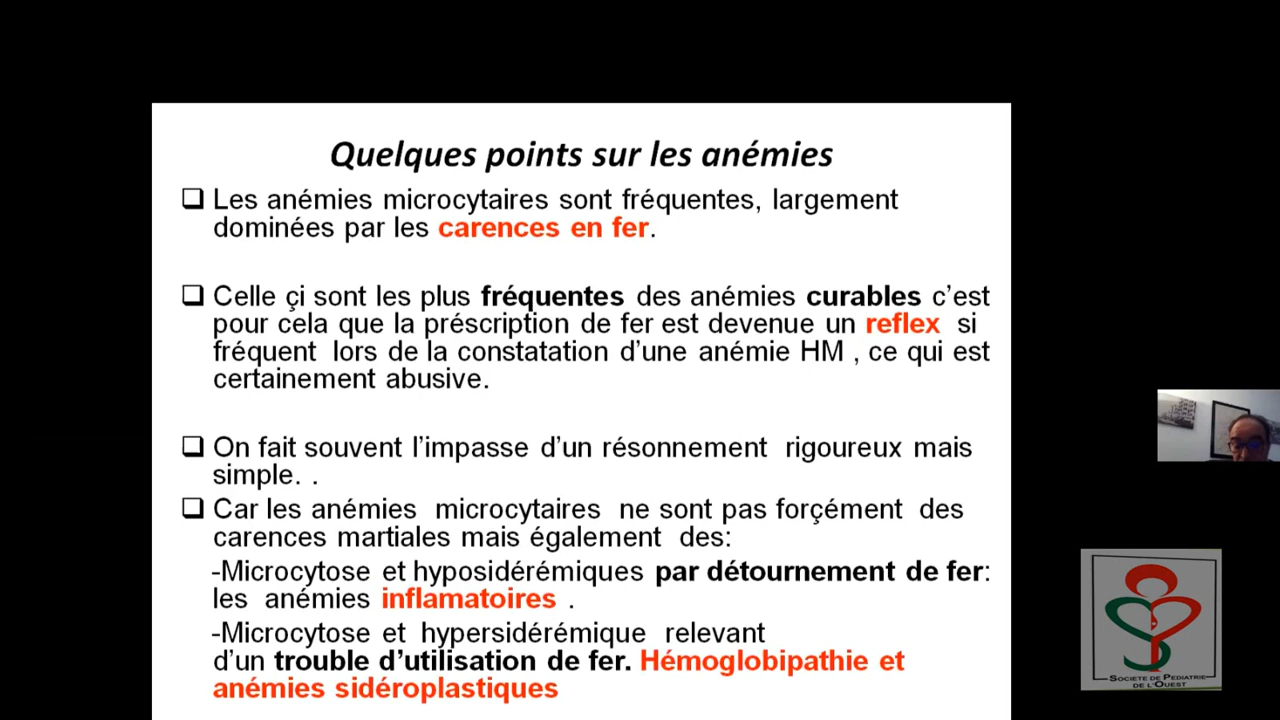 Quelques points sur les anémies
❑ Les anémies microcytaires sont fréquentes, largement
dominées par les carences en fer.
❑ Celle çi sont les plus fréquentes des anémies curables c’est
pour cela que la préscription de fer est devenue un reflex si
fréquent lors de la constatation d’une anémie HM , ce qui est
certainement abusive.
❑ On fait souvent l’impasse d’un résonnement rigoureux mais
simple. .
❑ Car les anémies microcytaires ne sont pas forçément des
carences martiales mais également des:
-Microcytose et hyposidérémiques par détournement de fer:
les anémies inflamatoires .
-Microcytose et hypersidérémique relevant
d’un trouble d’utilisation de fer. Hémoglobipathie et
anémies sidéroplastiques
SOCIETE DE PEDIATRIE
DE L'OUEST